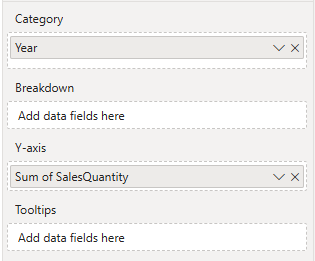 Category
Year
Breakdown
Add data fields here
Y-axis
Sum of SalesQuantity
Tooltips
Add data fields here